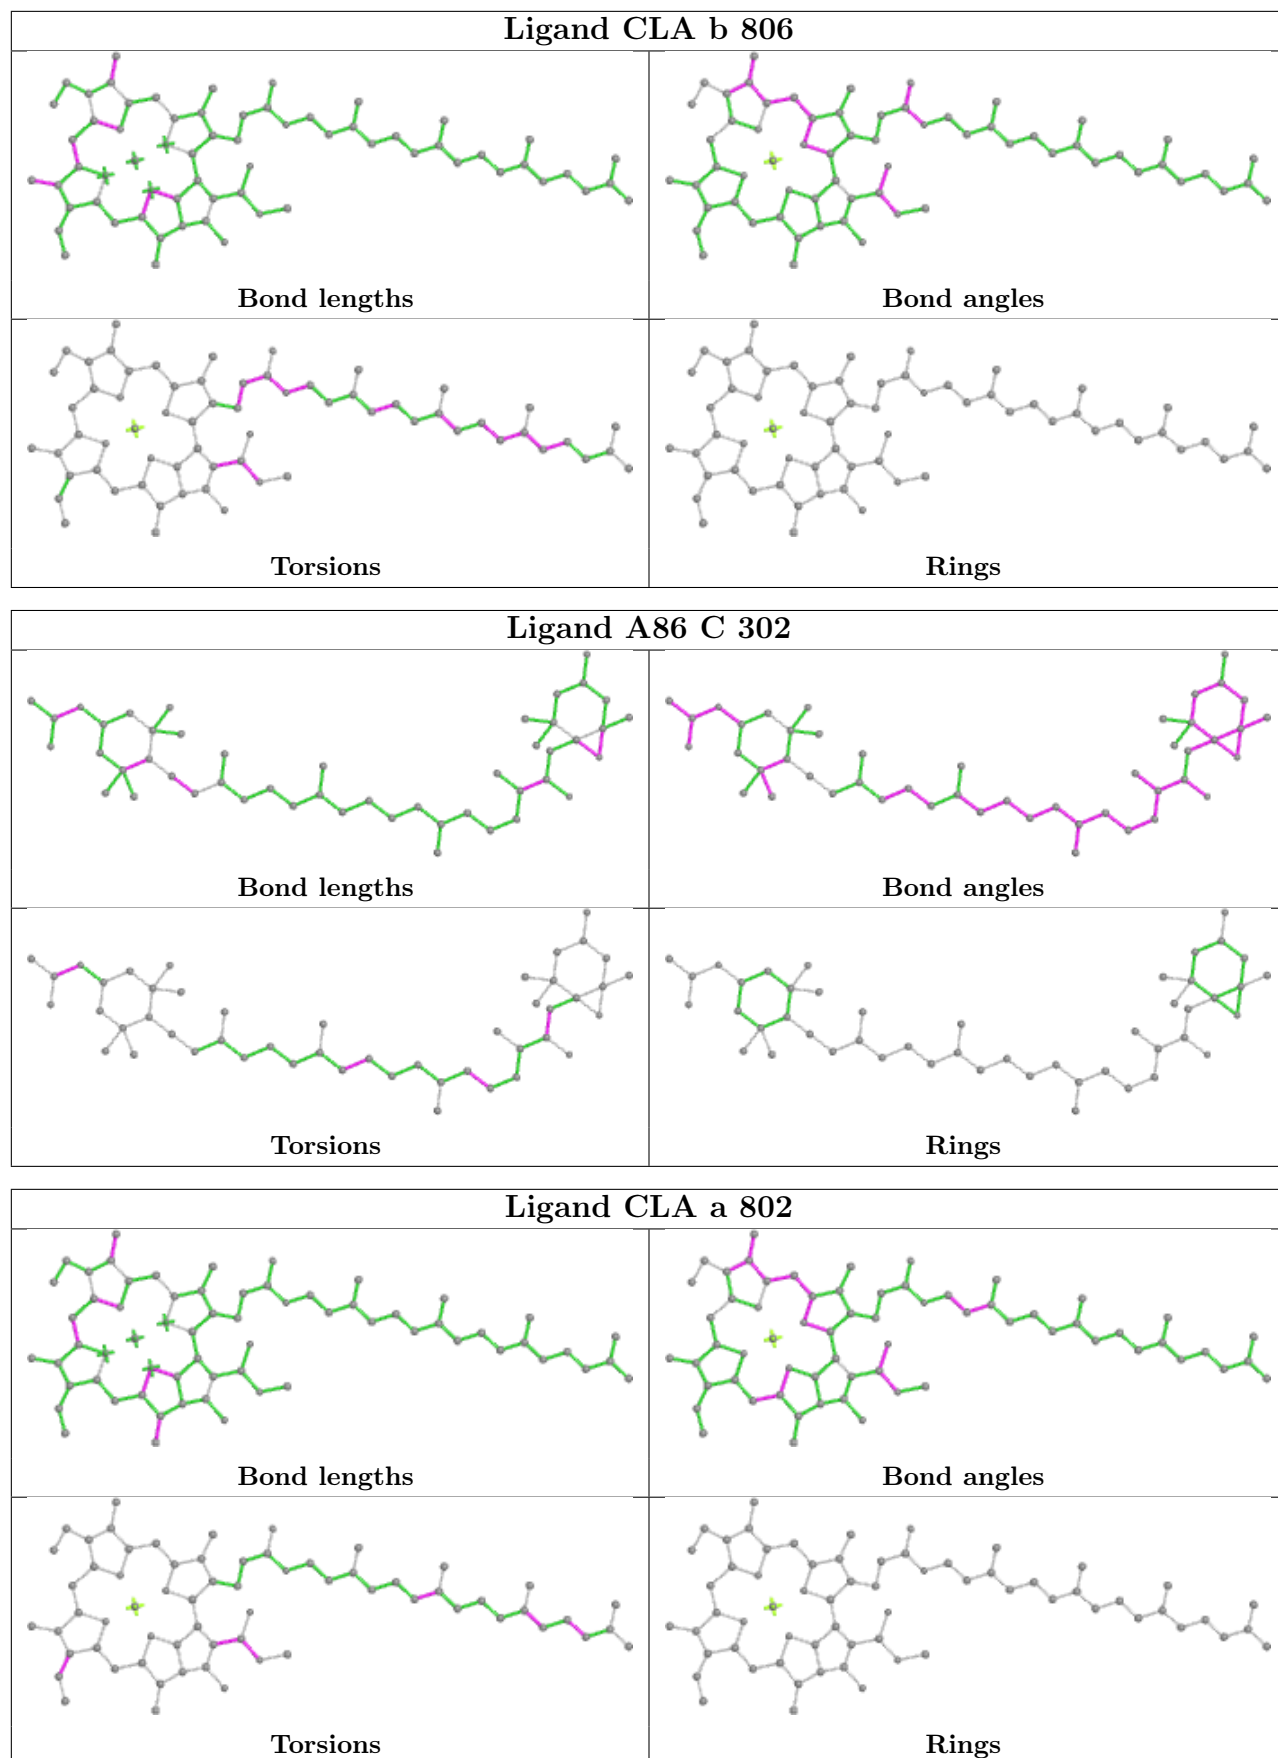 Ligand CLA b 806
Bond lengths
Bond angles
Torsions
Rings
Ligand A86 C 302
Bond lengths
Bond angles
Torsions
Rings
Ligand CLA a 802
Bond lengths
Bond angles
Torsions
Rings